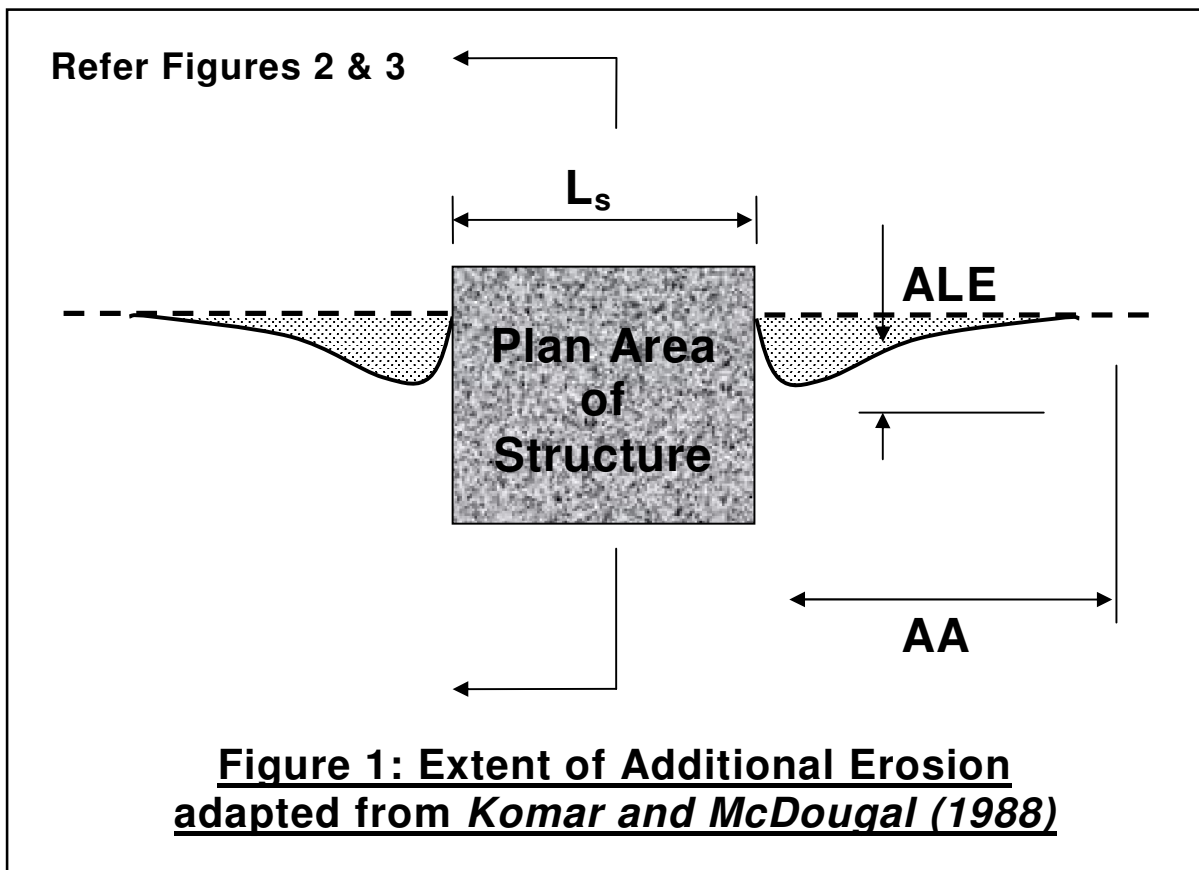 Refer Figures 2 & 3
Ls
ALE
Plan Area
of
Structure
AA
Figure 1: Extent of Additional Erosion
adapted from Komar and McDougal (1988)